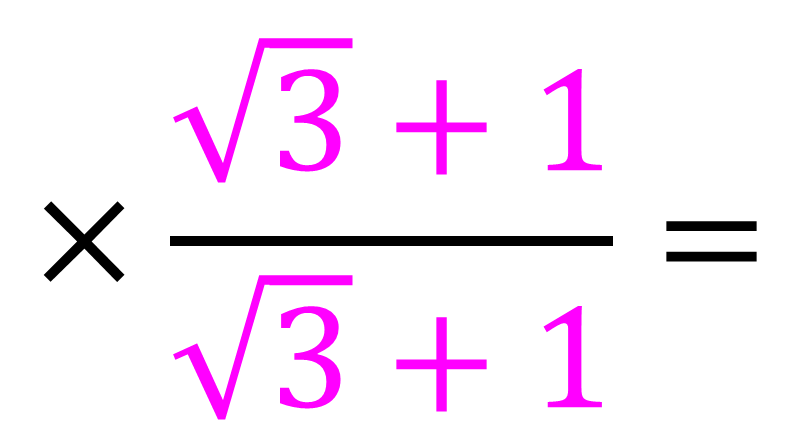 × (√3 + 1)/(√3 + 1) =